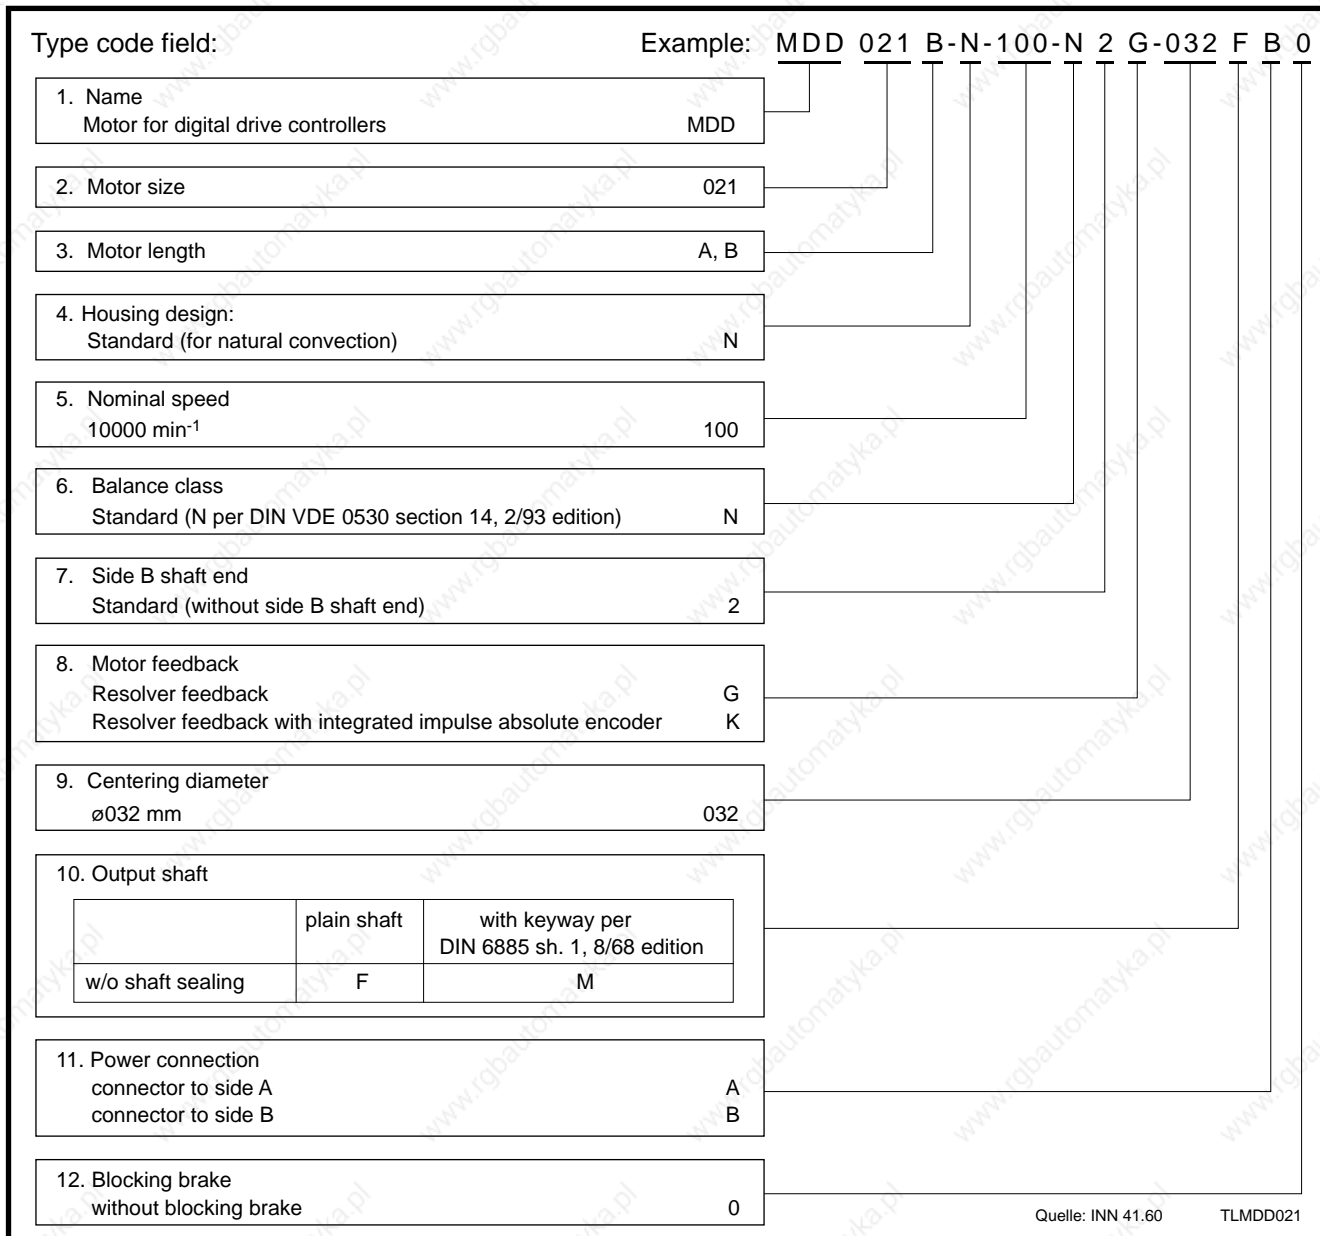 Type code field: Example: MDD 021 B-N-100-N 2 G-032 F B 0
1. Name
Motor for digital drive controllers MDD
2. Motor size 021
3. Motor length A, B
4. Housing design:
Standard (for natural convection) N
5. Nominal speed
10000 min-1 100
6. Balance class
Standard (N per DIN VDE 0530 section 14, 2/93 edition) N
7. Side B shaft end
Standard (without side B shaft end) 2
8. Motor feedback
Resolver feedback G
Resolver feedback with integrated impulse absolute encoder K
9. Centering diameter
ø032 mm 032
10. Output shaft
plain shaft with keyway per
DIN 6885 sh. 1, 8/68 edition
w/o shaft sealing F M
11. Power connection
connector to side A A
connector to side B B
12. Blocking brake
without blocking brake 0
Quelle: INN 41.60 TLMDD021
www.rgbautomatyka.pl